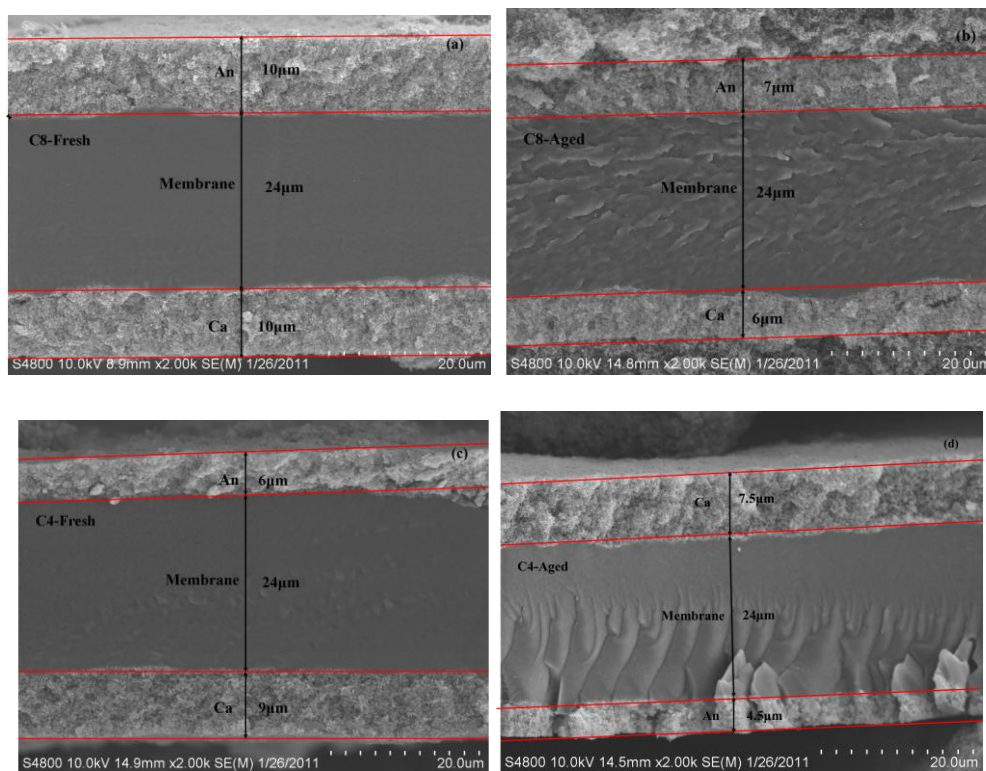 (a)
An 10μm
C8-Fresh
Membrane 24μm
Ca 10μm
S4800 10.0kV 8.9mm x2.00k SE(M) 1/26/2011 20.0um
(b)
An 7μm
C8-Aged
Membrane 24μm
Ca 6μm
S4800 10.0kV 14.8mm x2.00k SE(M) 1/26/2011 20.0um
(c)
An 6μm
C4-Fresh
Membrane 24μm
Ca 9μm
S4800 10.0kV 14.9mm x2.00k SE(M) 1/26/2011 20.0um
(d)
Ca 7.5μm
C4-Aged
Membrane 24μm
An 4.5μm
S4800 10.0kV 14.5mm x2.00k SE(M) 1/26/2011 20.0um